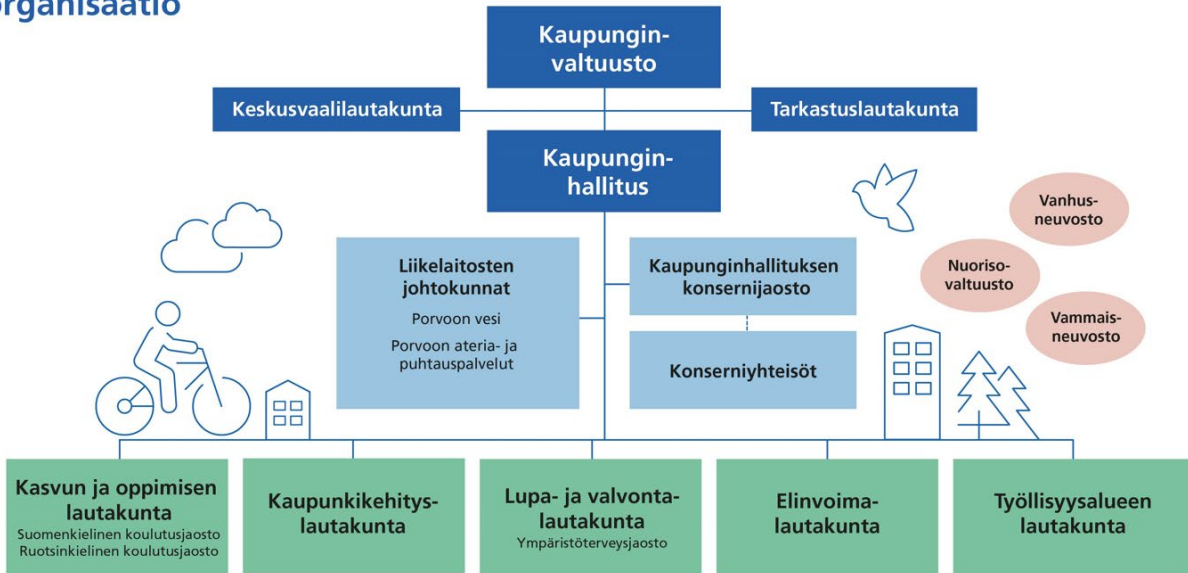 organisaatio
Kaupungin-
valtuusto
Keskusvaalilautakunta
Tarkastuslautakunta
Kaupungin-
hallitus
Vanhus-
neuvosto
Nuoriso-
valtuusto
Vammais-
neuvosto
Liikelaitosten
johtokunnat
Porvoon vesi
Porvoon ateria- ja
puhtauspalvelut
Kaupunginhallituksen
konsernijaosto
Konserniyhteisöt
Kasvun ja oppimisen
lautakunta
Suomenkielinen koulutusjaosto
Ruotsinkielinen koulutusjaosto
Kaupunkikehitys-
lautakunta
Lupa- ja valvonta-
lautakunta
Ympäristöterveysjaosto
Elinvoima-
lautakunta
Työllisyysalueen
lautakunta